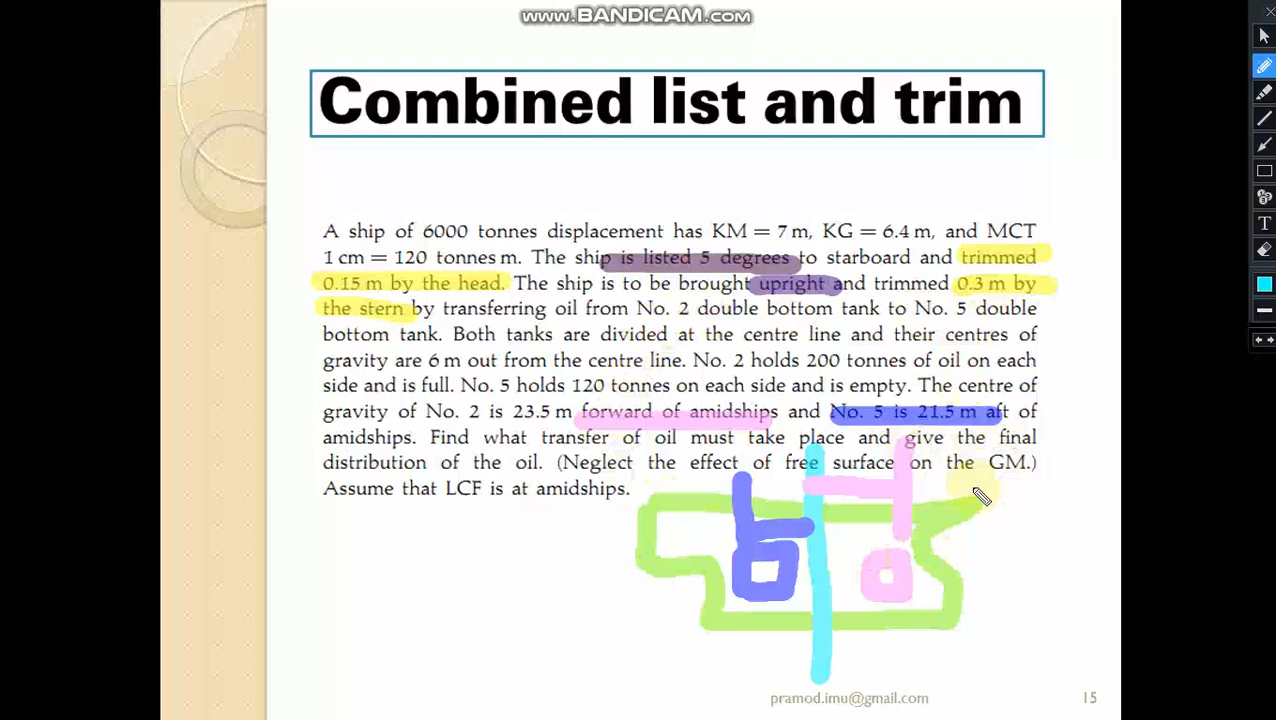 www.BANDICAM.com
Combined list and trim
A ship of 6000 tonnes displacement has KM = 7 m, KG = 6.4 m, and MCT
1 cm = 120 tonnes m. The ship is listed 5 degrees to starboard and trimmed
0.15 m by the head. The ship is to be brought upright and trimmed 0.3 m by
the stern by transferring oil from No. 2 double bottom tank to No. 5 double
bottom tank. Both tanks are divided at the centre line and their centres of
gravity are 6 m out from the centre line. No. 2 holds 200 tonnes of oil on each
side and is full. No. 5 holds 120 tonnes on each side and is empty. The centre of
gravity of No. 2 is 23.5 m forward of amidships and No. 5 is 21.5 m aft of
amidships. Find what transfer of oil must take place and give the final
distribution of the oil. (Neglect the effect of free surface on the GM.)
Assume that LCF is at amidships.
pramod.imu@gmail.com
15
T